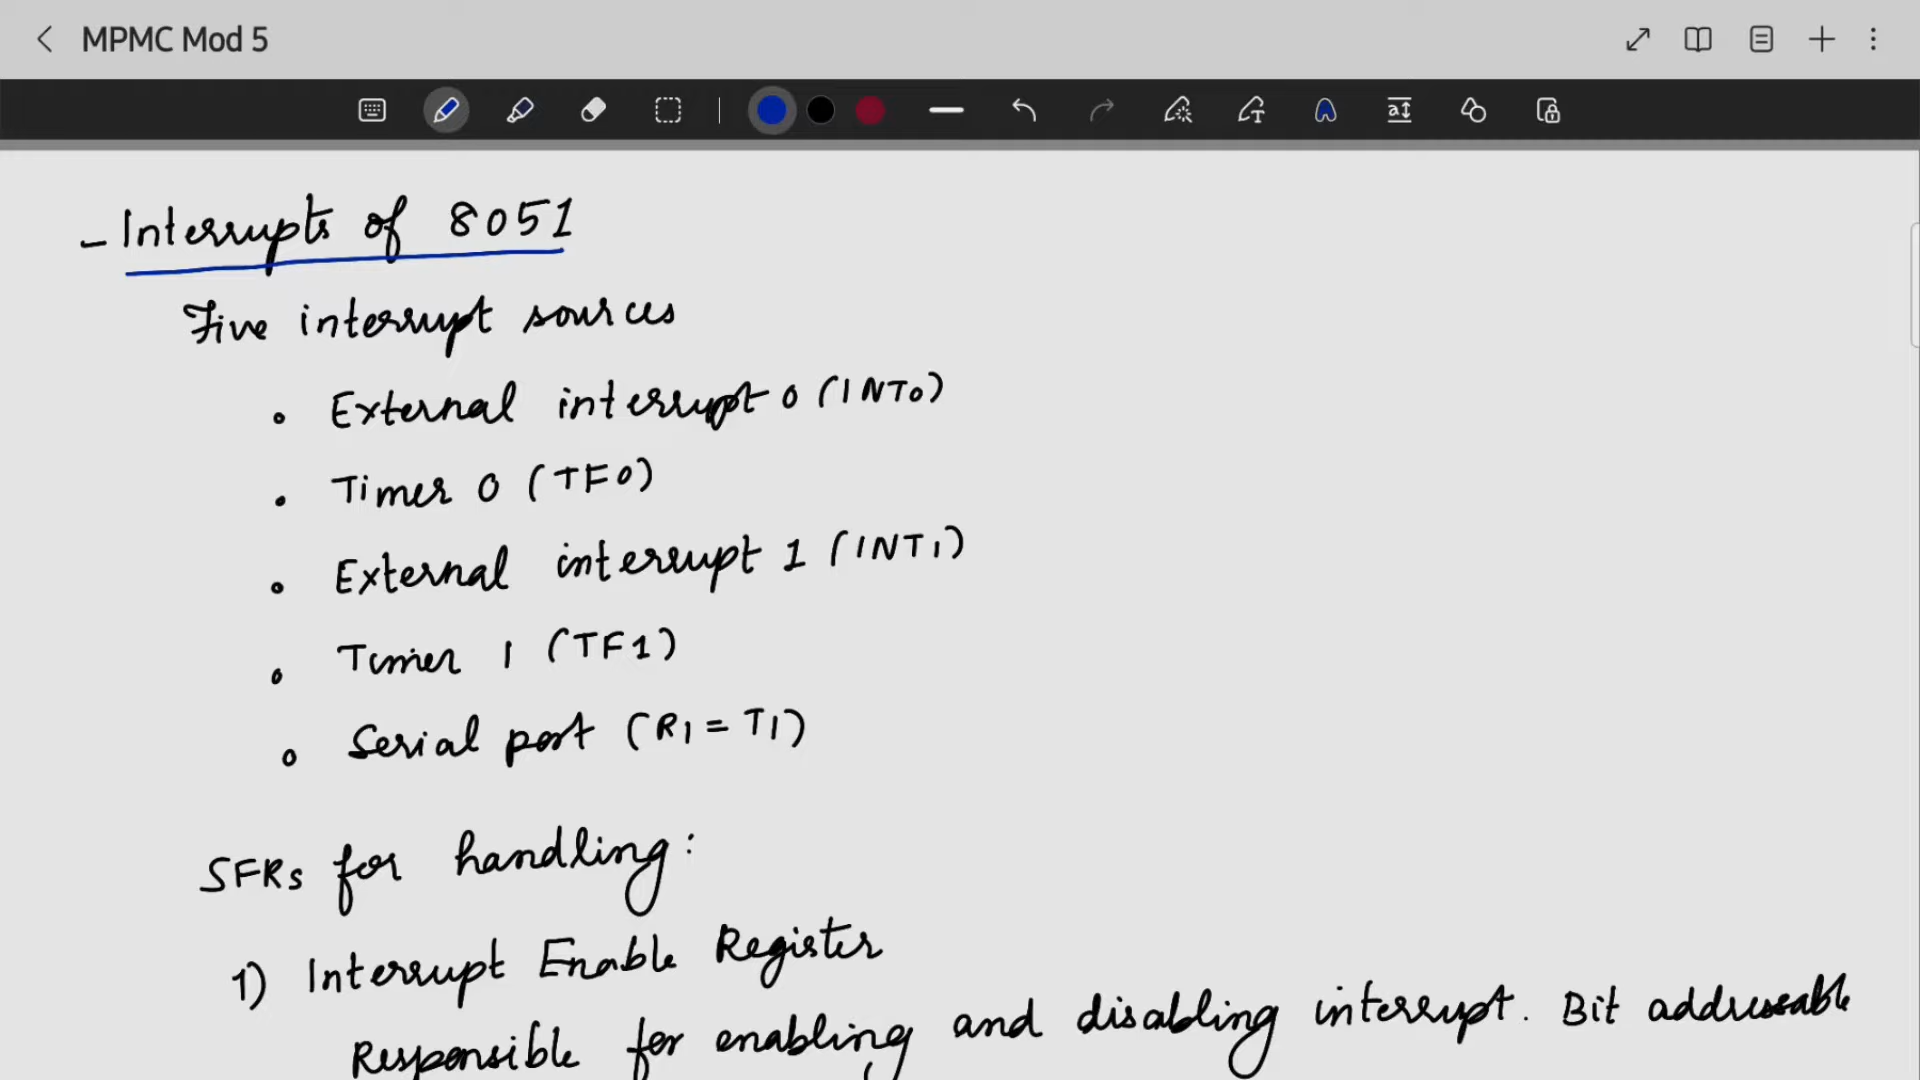 MPMC Mod 5
- Interrupts of 8051
Five interrupt sources
• External interrupt 0 (INT0)
• Timer 0 (TF0)
• External interrupt 1 (INT1)
• Timer 1 (TF1)
• Serial port (R1 = T1)
SFRs for handling:
1) Interrupt Enable Register
Responsible for enabling and disabling interrupt. Bit addressable